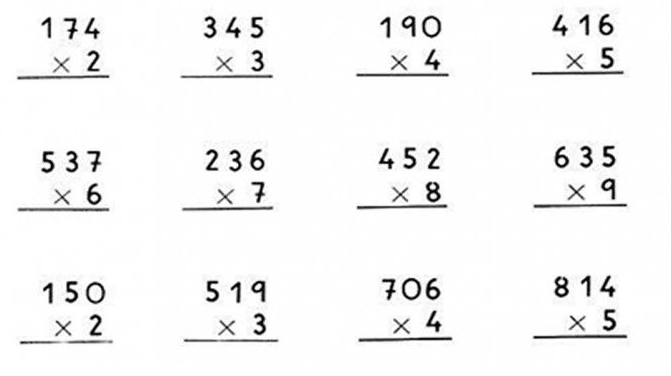 174 345 190 416
× 2 × 3 × 4 × 5
537 236 452 635
× 6 × 7 × 8 × 9
150 519 706 814
× 2 × 3 × 4 × 5